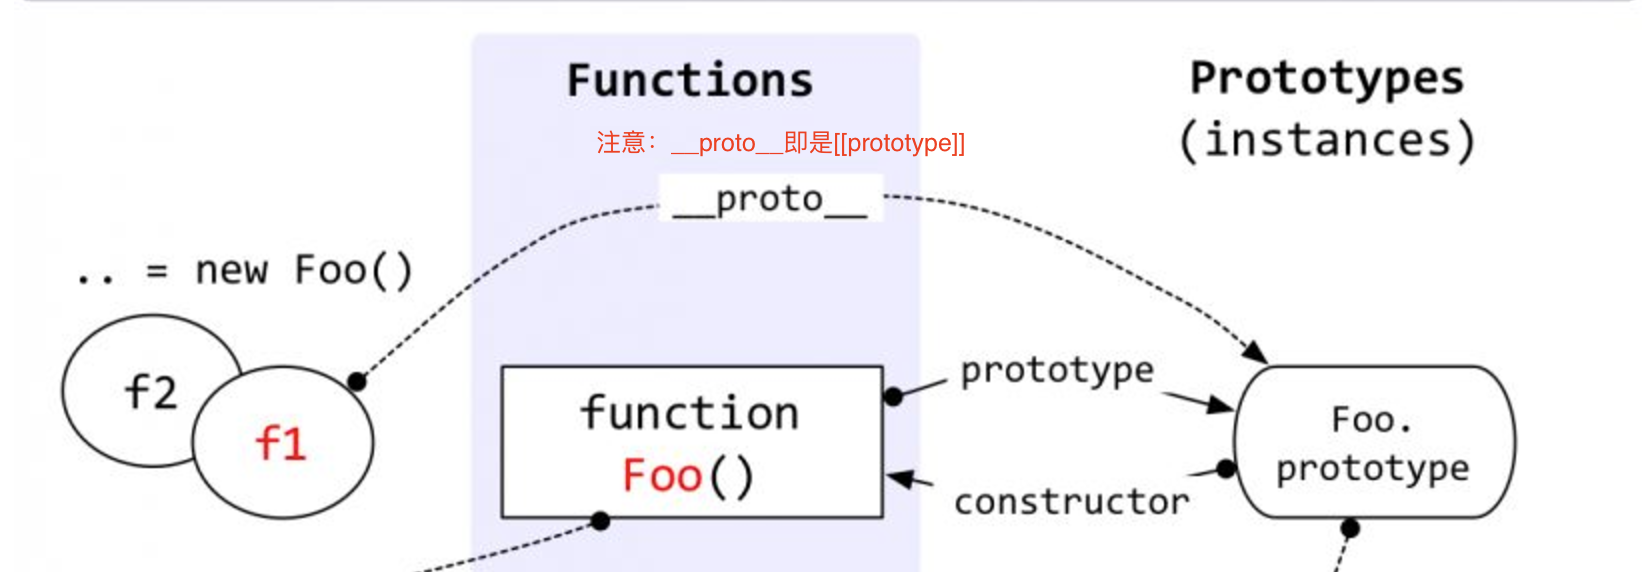 Functions
Prototypes
(instances)
注意：__proto__即是[[prototype]]
__proto__
.. = new Foo()
f2
f1
function
Foo()
prototype
constructor
Foo.
prototype